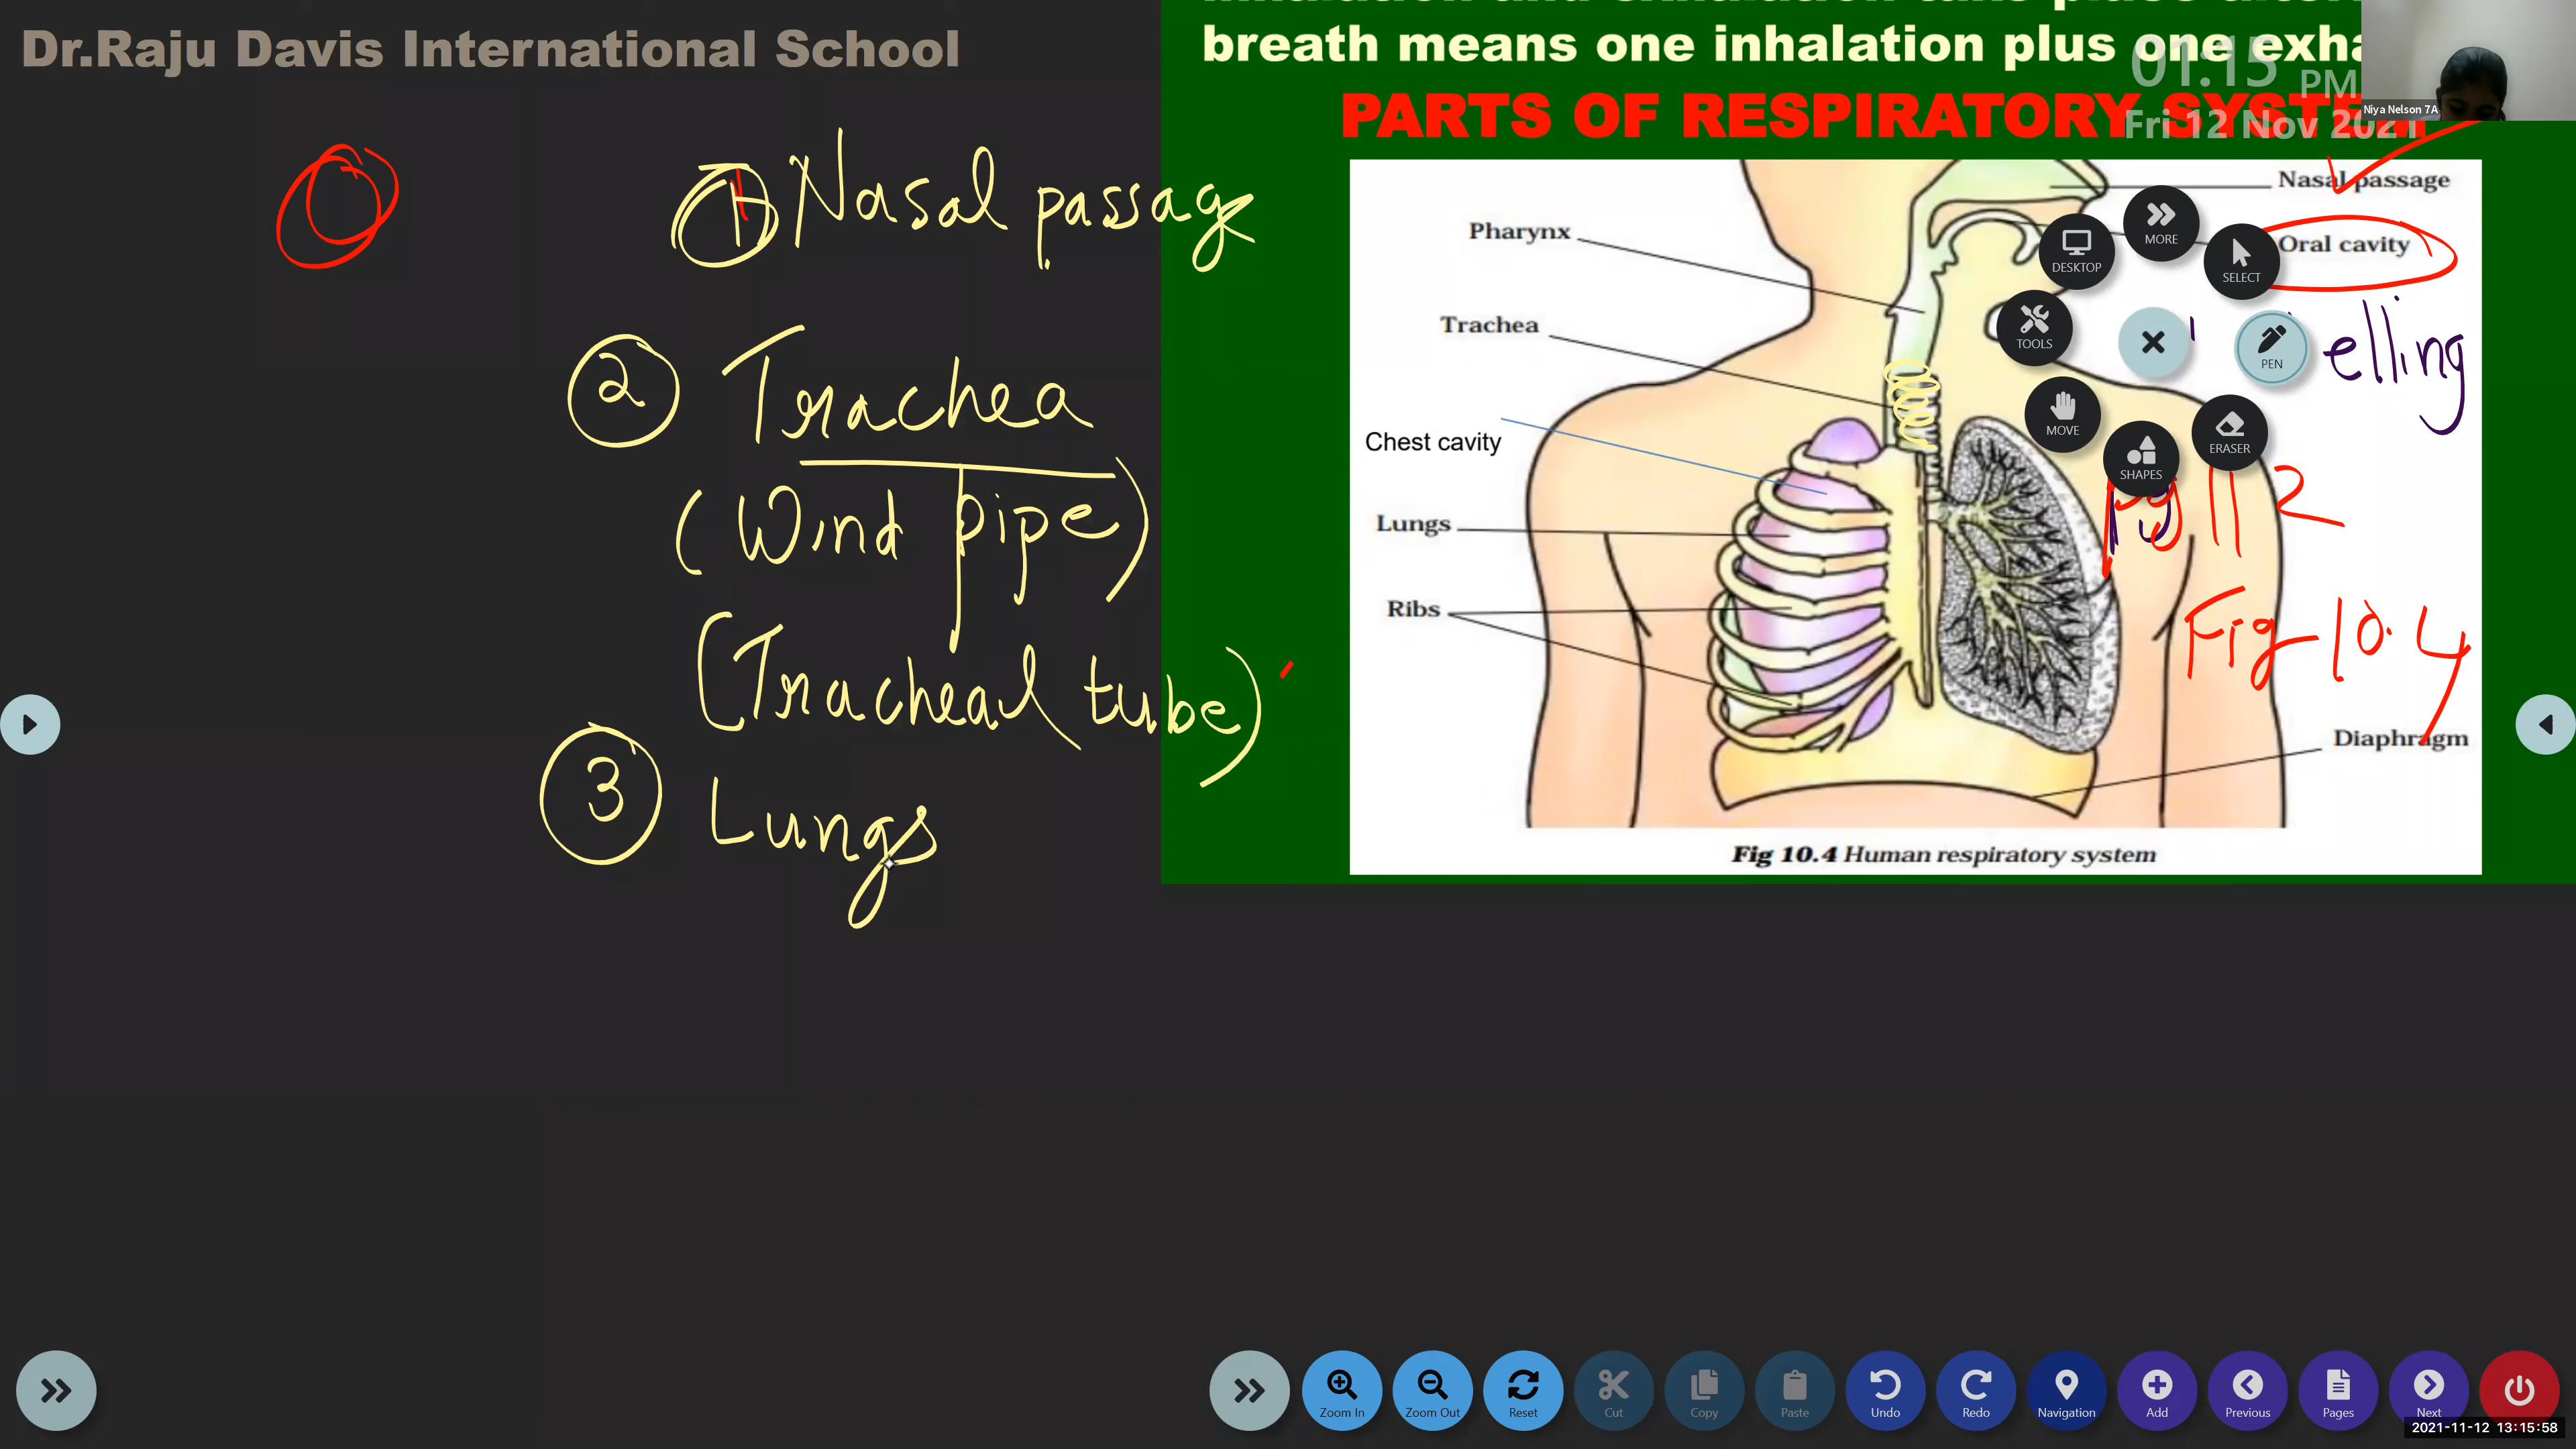 Dr.Raju Davis International School
breath means one inhalation plus one exha
01:15 PM
Niya Nelson 7A
PARTS OF RESPIRATORY SYSTEM
Fri 12 Nov 2021
1 Nasal passag
2 Trachea
(Wind pipe)
(Tracheal tube)
3 Lungs
Nasal passage
Pharynx
Oral cavity
Trachea
elling
Chest cavity
Lungs
pg 112
Ribs
Fig-10.4
Diaphragm
Fig 10.4 Human respiratory system
MORE
DESKTOP
SELECT
TOOLS
PEN
MOVE
ERASER
SHAPES
Zoom In
Zoom Out
Reset
Cut
Copy
Paste
Undo
Redo
Navigation
Add
Previous
Pages
Next
2021-11-12 13:15:58